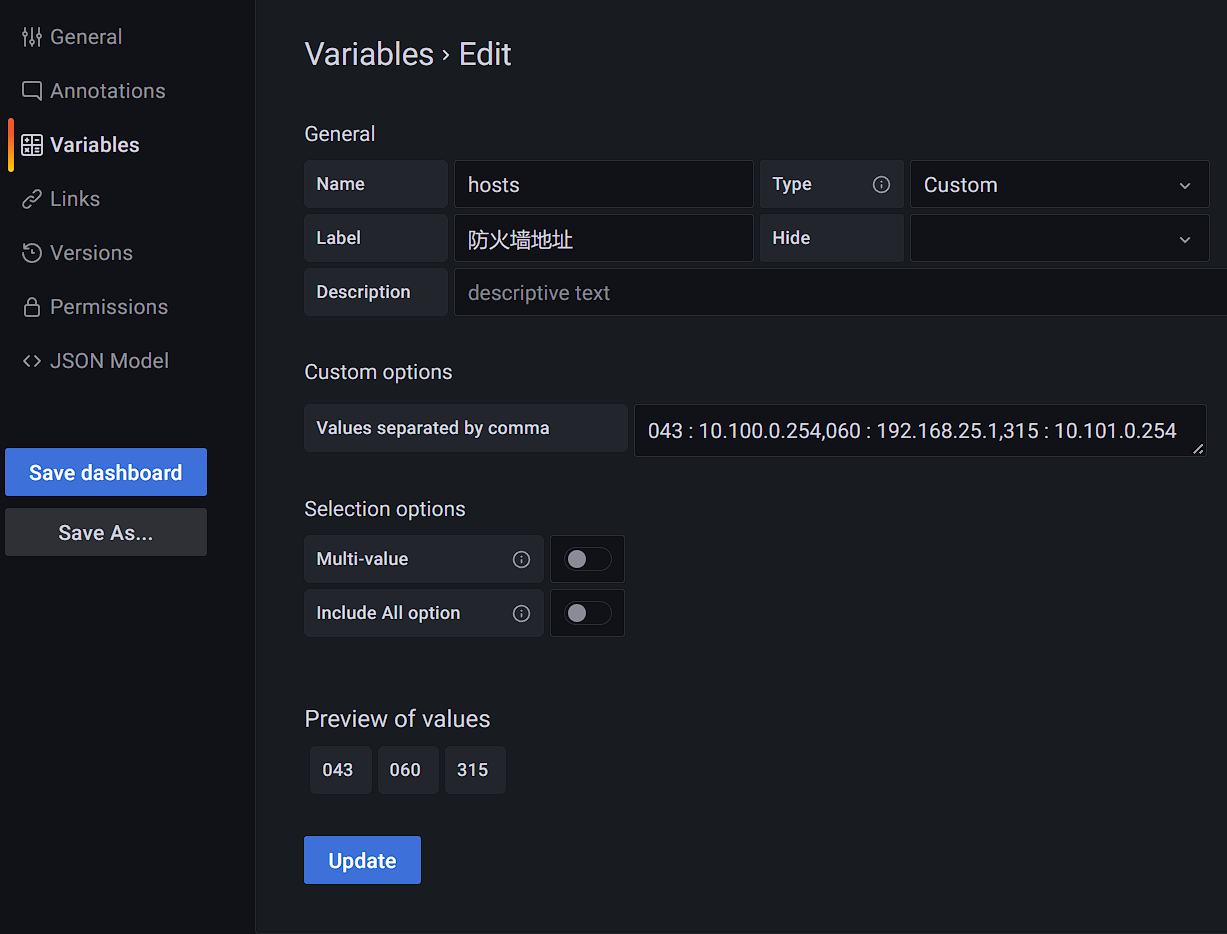 General
Annotations
Variables
Links
Versions
Permissions
JSON Model
Save dashboard
Save As...
Variables › Edit
General
Name hosts Type Custom
Label 防火墙地址 Hide
Description descriptive text
Custom options
Values separated by comma 043 : 10.100.0.254,060 : 192.168.25.1,315 : 10.101.0.254
Selection options
Multi-value
Include All option
Preview of values
043 060 315
Update